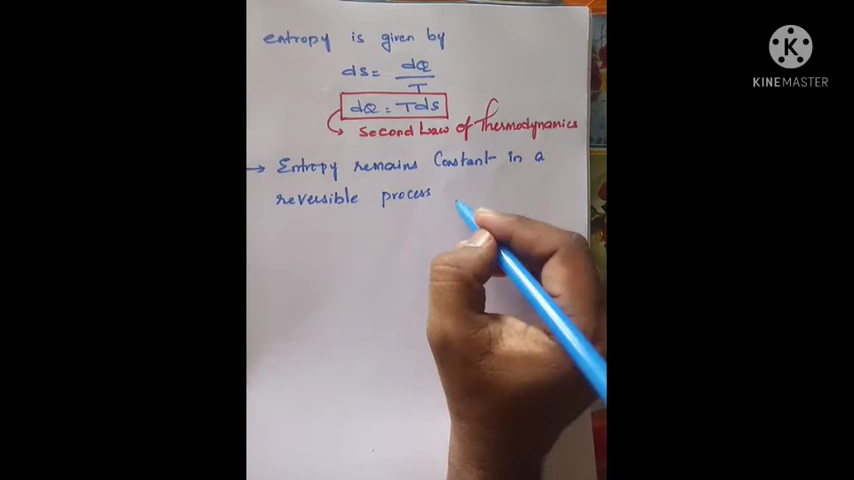 entropy is given by
ds= dQ
T
dQ = Tds
Second Law of Thermodynamics
→ Entropy remains Constant in a
reversible process
K
KINEMASTER